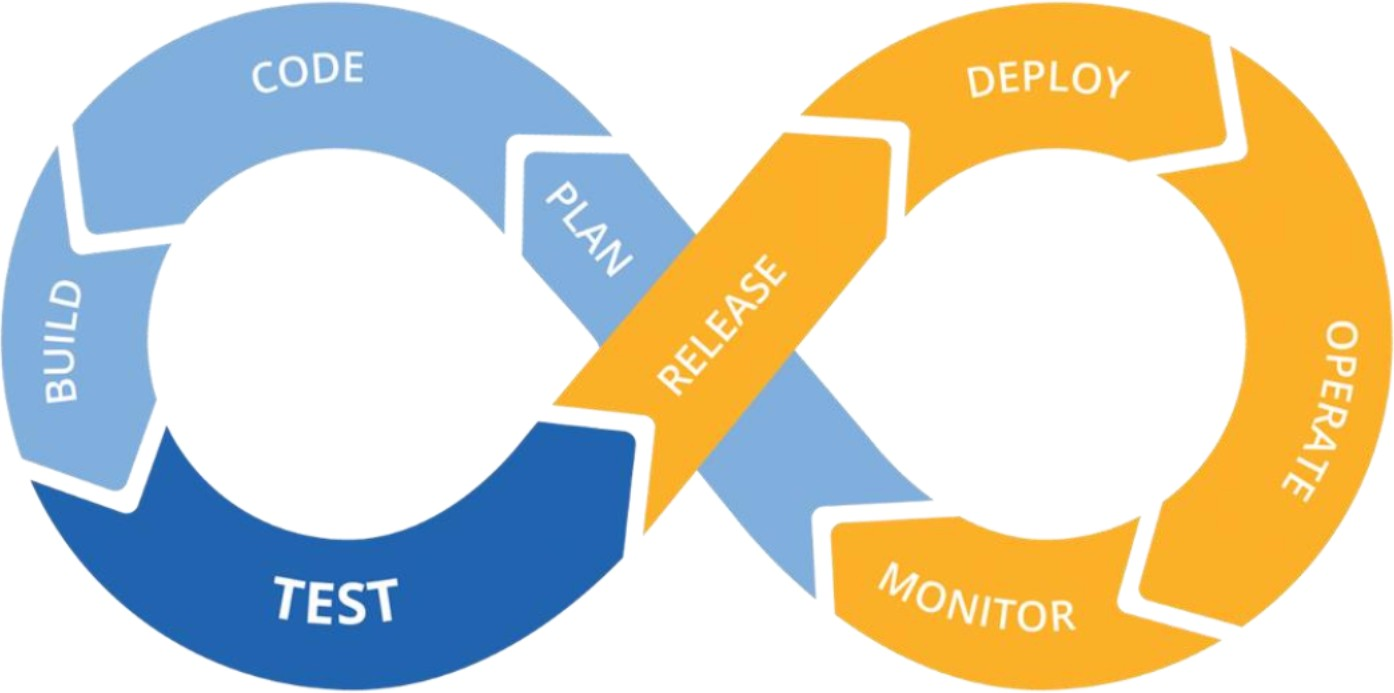 CODE
DEPLOY
PLAN
BUILD
RELEASE
OPERATE
TEST
MONITOR